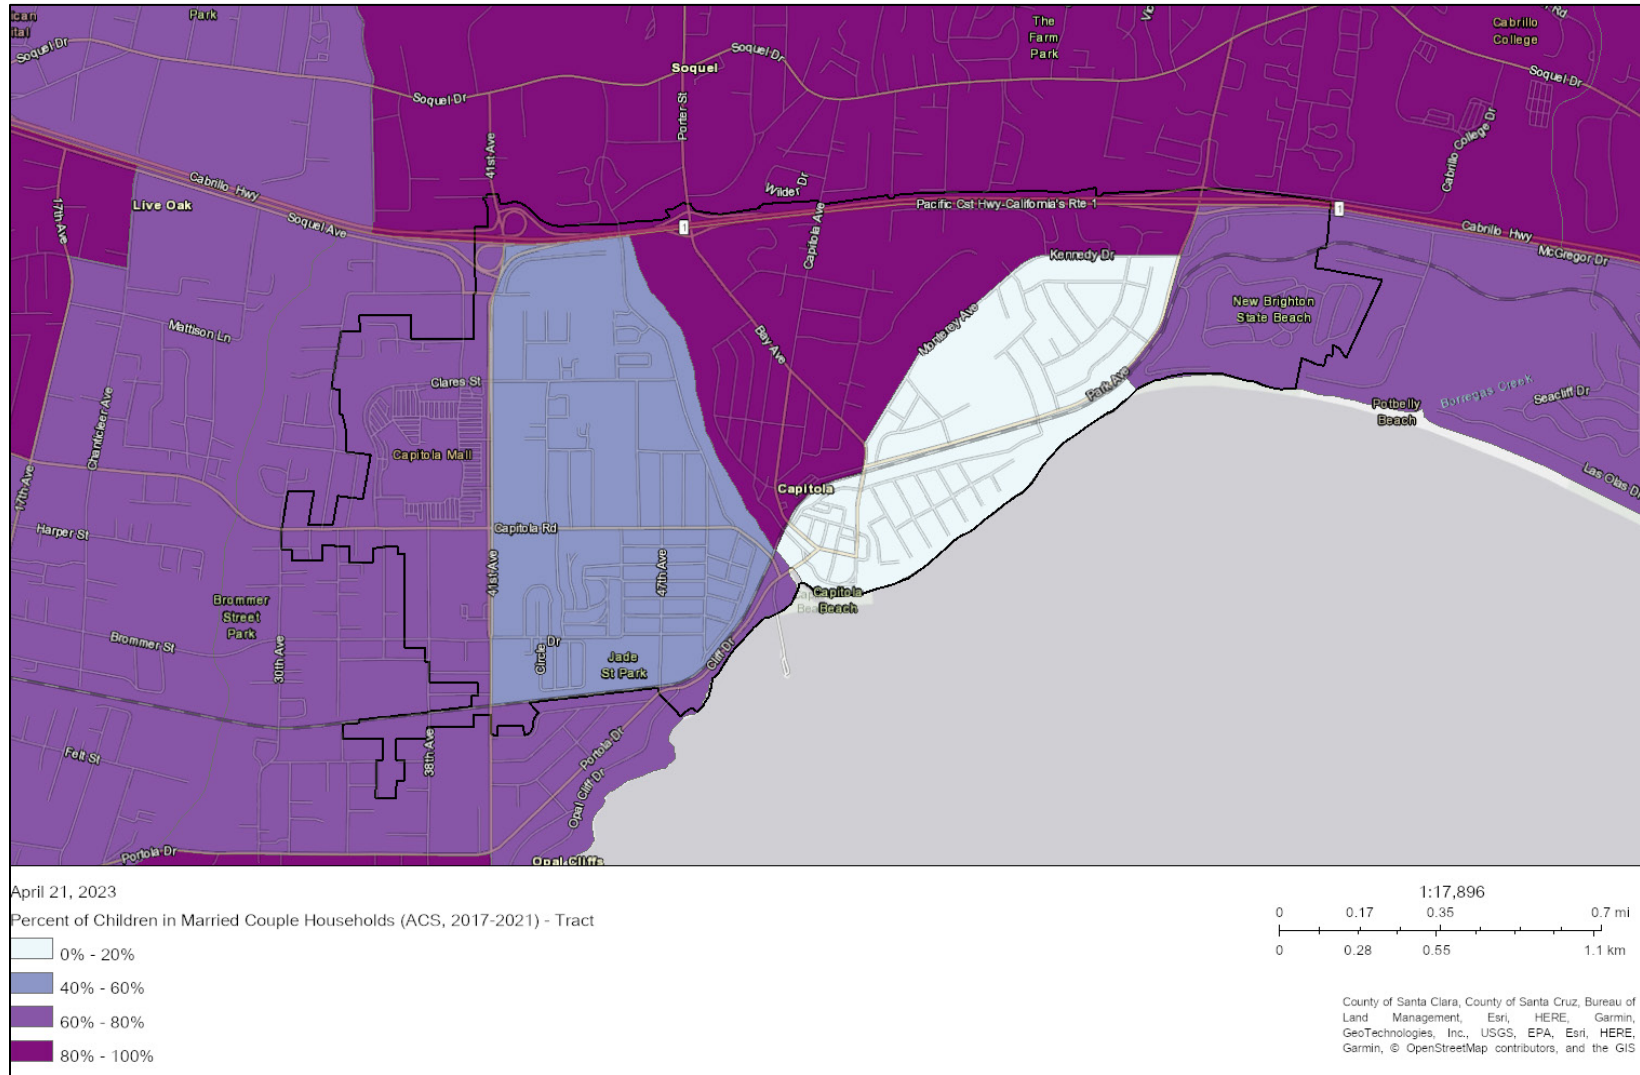 ican
ital
Park
Soquel Dr
Soquel Dr
41st Ave
Soquel
Porter St
Soquel Dr
The
Farm
Park
Cabrillo
College
Rd
Soquel Dr
Cabrillo College Dr
17th Ave
Cabrillo Hwy
Live Oak
Soquel Ave
Wilder Dr
Capitola Ave
1
Pacific Cst Hwy-California's Rte 1
1
Cabrillo Hwy
McGregor Dr
Kennedy Dr
New Brighton
State Beach
Mattison Ln
Monterey Ave
Bay Ave
Clares St
Park Ave
Borregas Creek
Seacliff Dr
Potbelly
Beach
Chanticleer Ave
Capitola Mall
17th Ave
Las Olas Dr
Capitola
Harper St
Capitola Rd
41st Ave
47th Ave
Capitola
Beach
Brommer
Street
Park
Brommer St
30th Ave
Circle Dr
Jade
St Park
Cliff Dr
Felt St
38th Ave
Portola Dr
Opal Cliff Dr
Portola Dr
Opal Cliffs
April 21, 2023
Percent of Children in Married Couple Households (ACS, 2017-2021) - Tract
0% - 20%
40% - 60%
60% - 80%
80% - 100%
1:17,896
0 0.17 0.35 0.7 mi
0 0.28 0.55 1.1 km
County of Santa Clara, County of Santa Cruz, Bureau of
Land Management, Esri, HERE, Garmin,
GeoTechnologies, Inc., USGS, EPA, Esri, HERE,
Garmin, © OpenStreetMap contributors, and the GIS